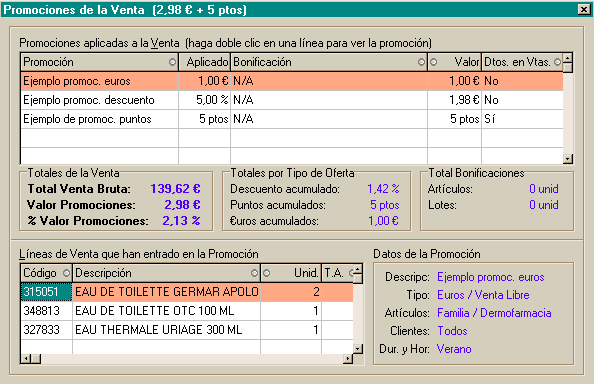 Promociones de la Venta (2,98 € + 5 ptos)
Promociones aplicadas a la Venta (haga doble clic en una línea para ver la promoción)
Promoción Aplicado Bonificación Valor Dtos. en Vtas.
Ejemplo promoc. euros 1,00 € N/A 1,00 € No
Ejemplo promoc. descuento 5,00 % N/A 1,98 € No
Ejemplo de promoc. puntos 5 ptos N/A 5 ptos Sí
Totales de la Venta
Total Venta Bruta: 139,62 €
Valor Promociones: 2,98 €
% Valor Promociones: 2,13 %
Totales por Tipo de Oferta
Descuento acumulado: 1,42 %
Puntos acumulados: 5 ptos
€uros acumulados: 1,00 €
Total Bonificaciones
Artículos: 0 unid
Lotes: 0 unid
Líneas de Venta que han entrado en la Promoción
Código Descripción Unid. T.A.
315051 EAU DE TOILETTE GERMAR APOLO 2
348813 EAU DE TOILETTE OTC 100 ML 1
327833 EAU THERMALE URIAGE 300 ML 1
Datos de la Promoción
Descripc: Ejemplo promoc. euros
Tipo: Euros / Venta Libre
Artículos: Familia / Dermofarmacia
Clientes: Todos
Dur. y Hor: Verano